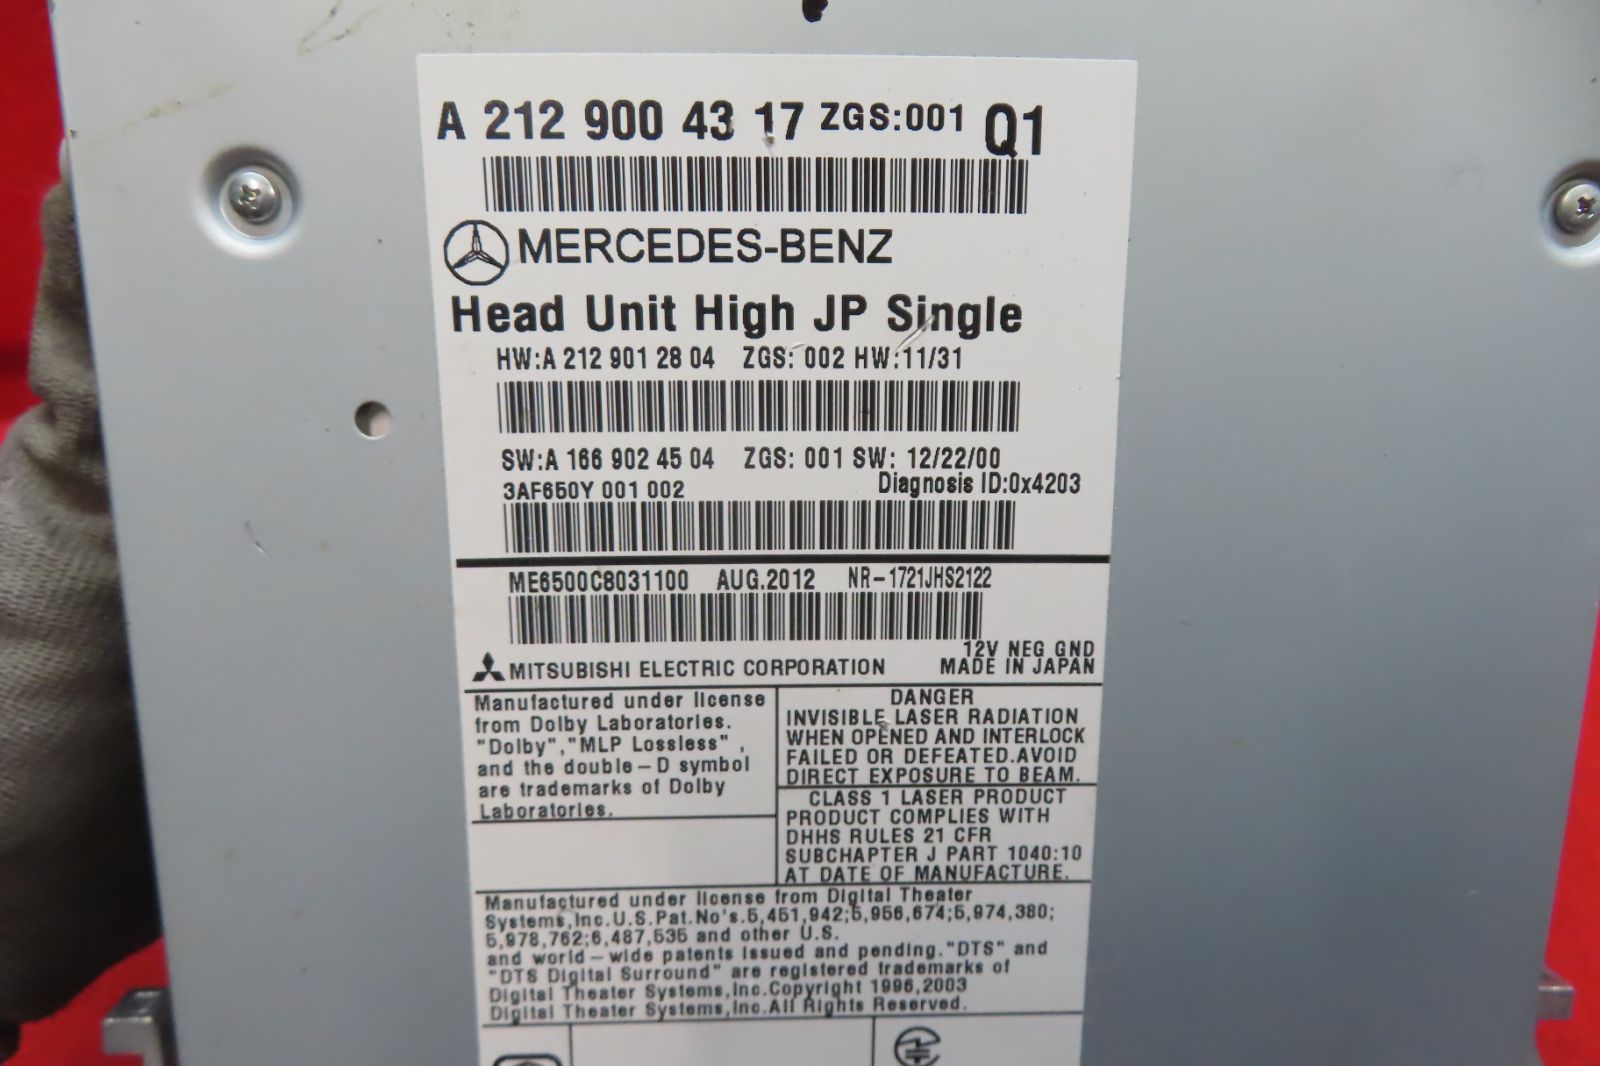 A 212 900 43 17 ZGS:001 Q1
MERCEDES-BENZ
Head Unit High JP Single
HW:A 212 901 28 04 ZGS: 002 HW:11/31
SW:A 166 902 45 04 ZGS: 001 SW: 12/22/00
3AF650Y 001 002 Diagnosis ID:0x4203
ME6500C8031100 AUG.2012 NR-1721JHS2122
12V NEG GND
MITSUBISHI ELECTRIC CORPORATION MADE IN JAPAN
Manufactured under license
from Dolby Laboratories.
"Dolby","MLP Lossless",
and the double-D symbol
are trademarks of Dolby
Laboratories.
DANGER
INVISIBLE LASER RADIATION
WHEN OPENED AND INTERLOCK
FAILED OR DEFEATED.AVOID
DIRECT EXPOSURE TO BEAM.
CLASS 1 LASER PRODUCT
PRODUCT COMPLIES WITH
DHHS RULES 21 CFR
SUBCHAPTER J PART 1040:10
AT DATE OF MANUFACTURE.
Manufactured under license from Digital Theater
Systems,Inc.U.S.Pat.No's.5,451,942;5,956,674;5,974,380;
5,978,762;6,487,535 and other U.S.
and world-wide patents issued and pending."DTS" and
"DTS Digital Surround" are registered trademarks of
Digital Theater Systems,Inc.Copyright 1996,2003
Digital Theater Systems,Inc.All Rights Reserved.